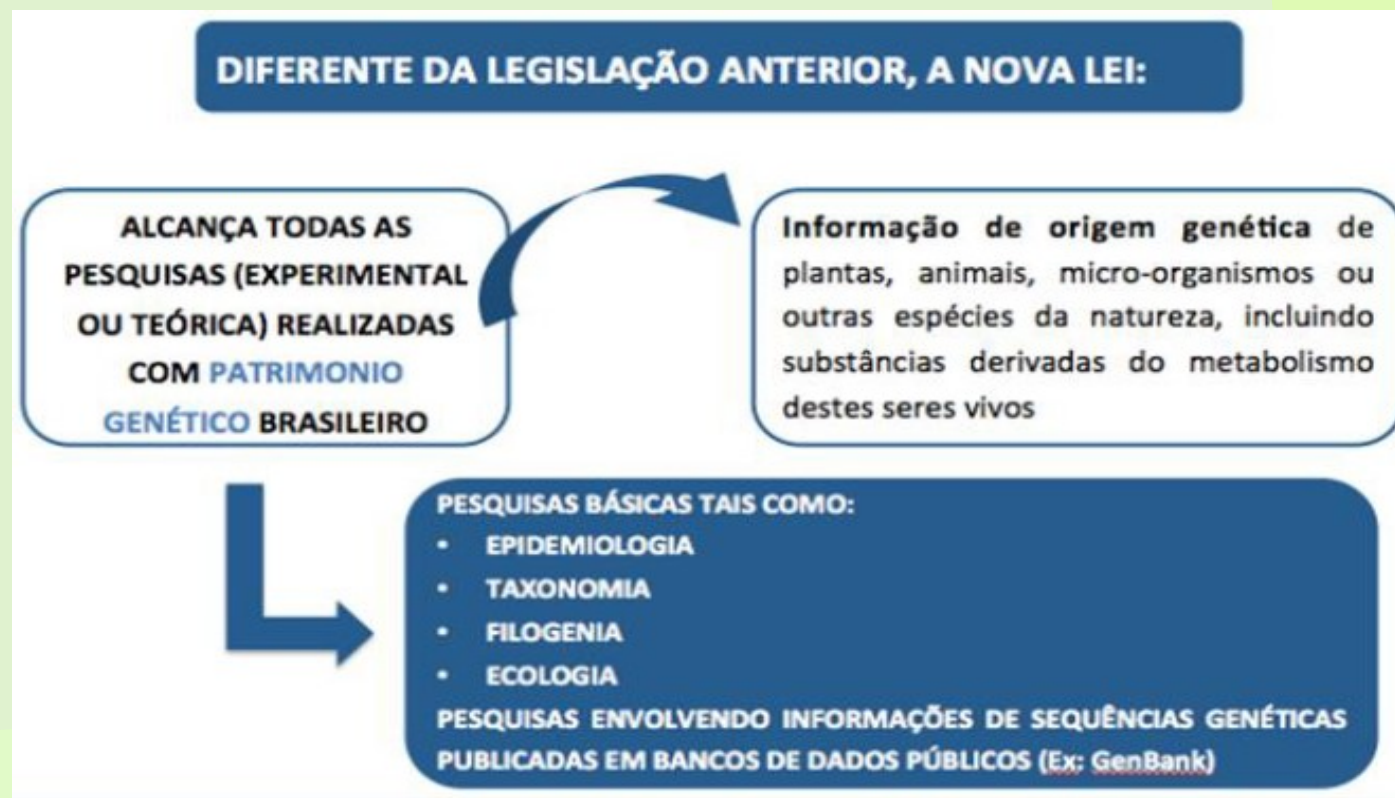 DIFERENTE DA LEGISLAÇÃO ANTERIOR, A NOVA LEI:
ALCANÇA TODAS AS
PESQUISAS (EXPERIMENTAL
OU TEÓRICA) REALIZADAS
COM PATRIMONIO
GENÉTICO BRASILEIRO
Informação de origem genética de
plantas, animais, micro-organismos ou
outras espécies da natureza, incluindo
substâncias derivadas do metabolismo
destes seres vivos
PESQUISAS BÁSICAS TAIS COMO:
• EPIDEMIOLOGIA
• TAXONOMIA
• FILOGENIA
• ECOLOGIA
PESQUISAS ENVOLVENDO INFORMAÇÕES DE SEQUÊNCIAS GENÉTICAS
PUBLICADAS EM BANCOS DE DADOS PÚBLICOS (Ex: GenBank)